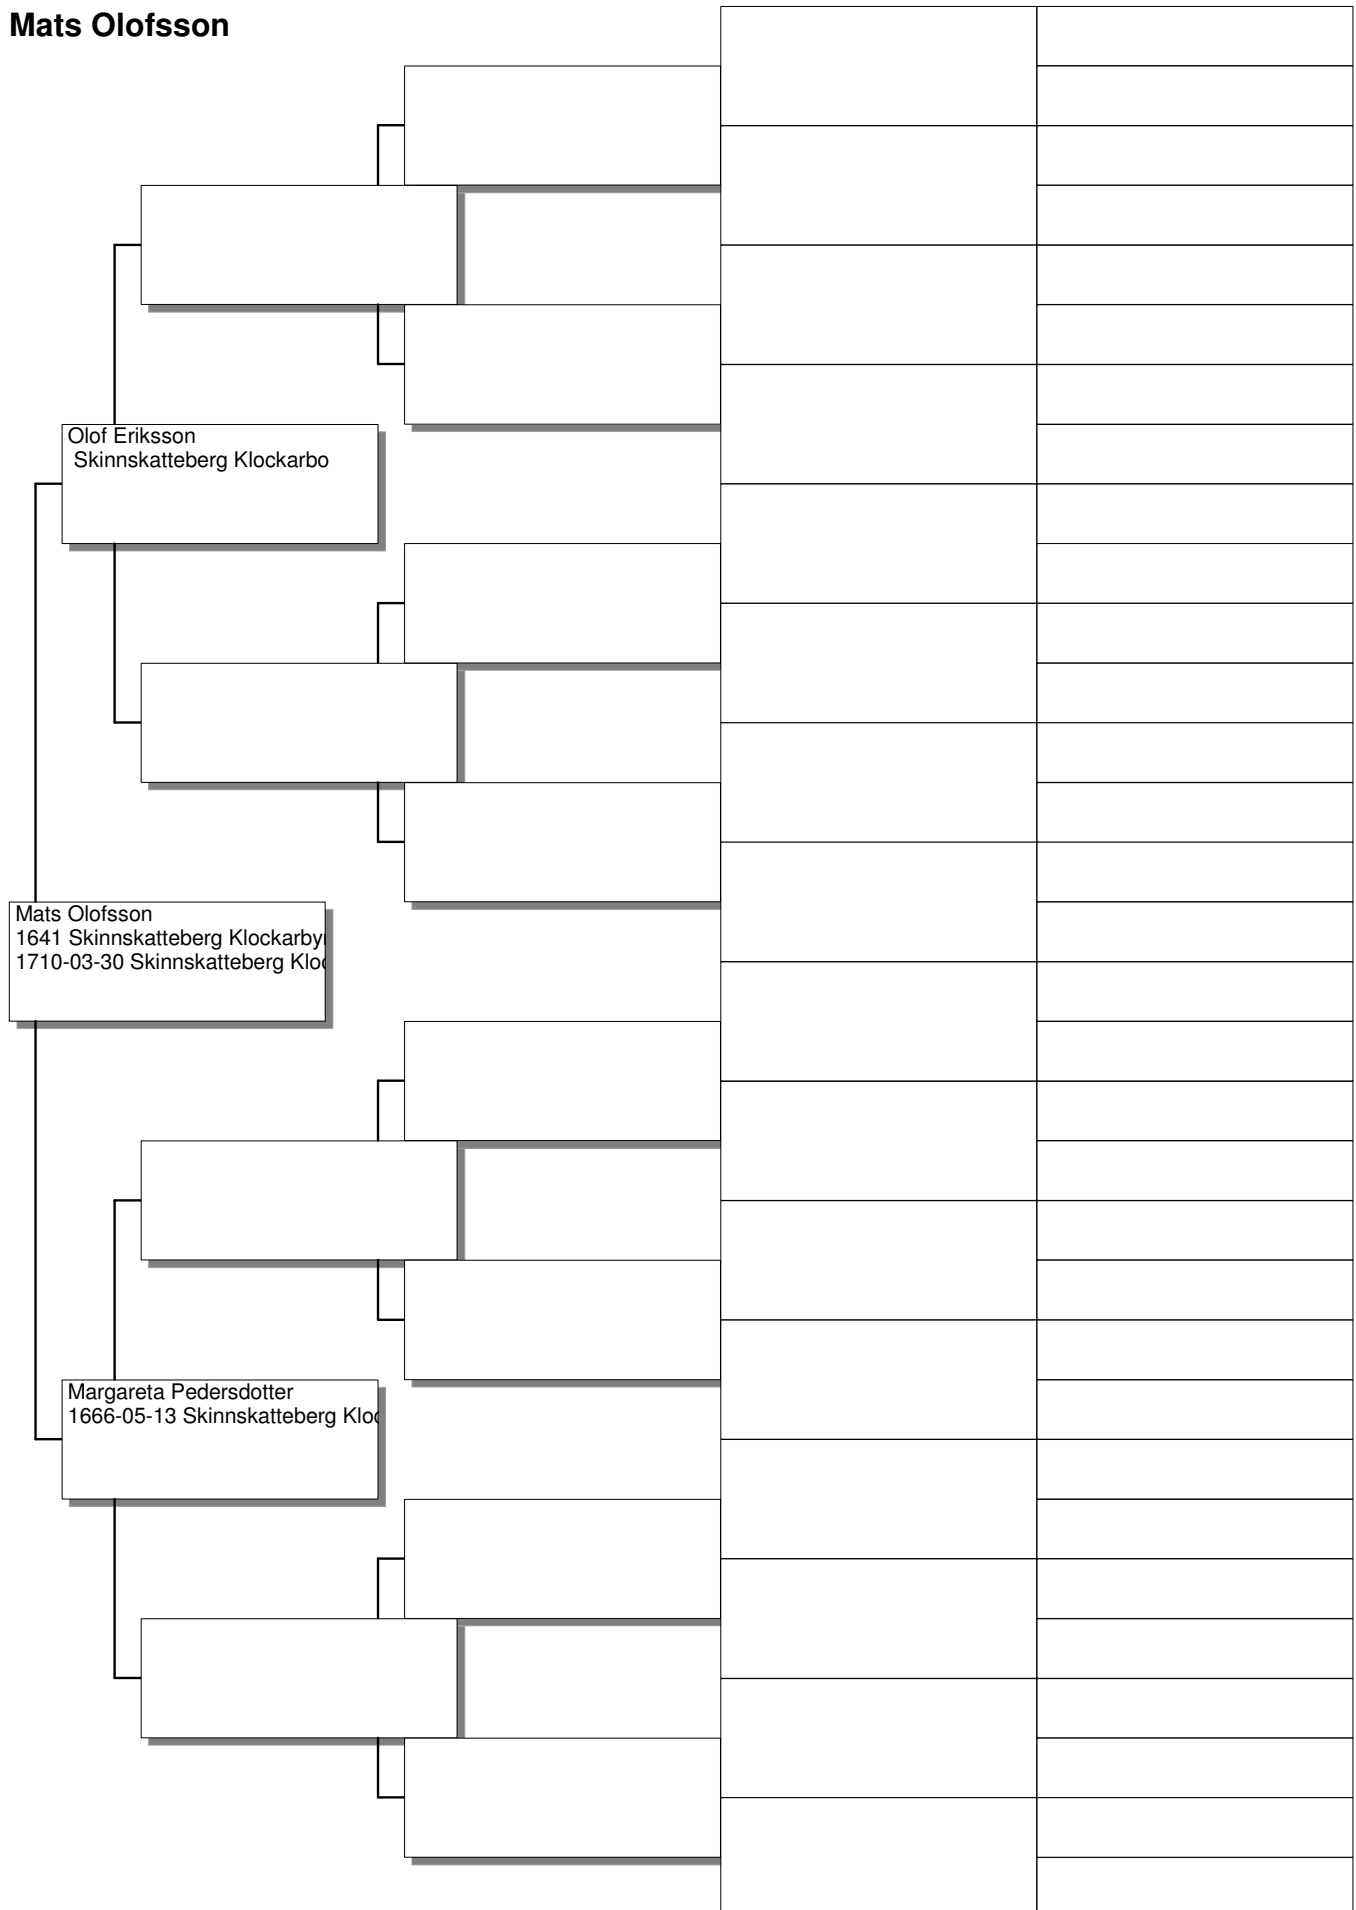 Mats Olofsson
Olof Eriksson
Skinnskatteberg Klockarbo
Mats Olofsson
1641 Skinnskatteberg Klockarby
1710-03-30 Skinnskatteberg Klo
Margareta Pedersdotter
1666-05-13 Skinnskatteberg Klo